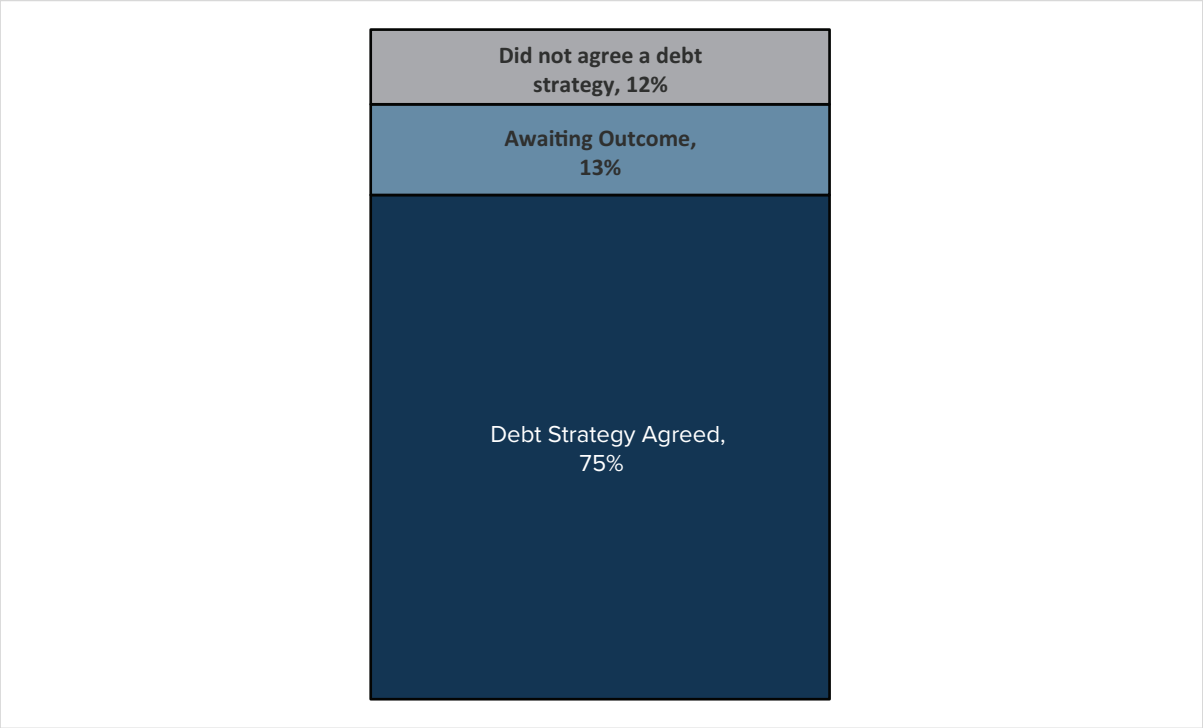 Did not agree a debt
strategy, 12%
Awaiting Outcome,
13%
Debt Strategy Agreed,
75%